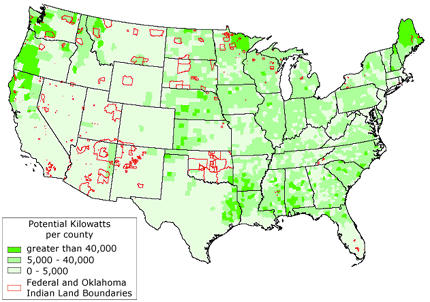 Potential Kilowatts
per county
greater than 40,000
5,000 - 40,000
0 - 5,000
Federal and Oklahoma
Indian Land Boundaries